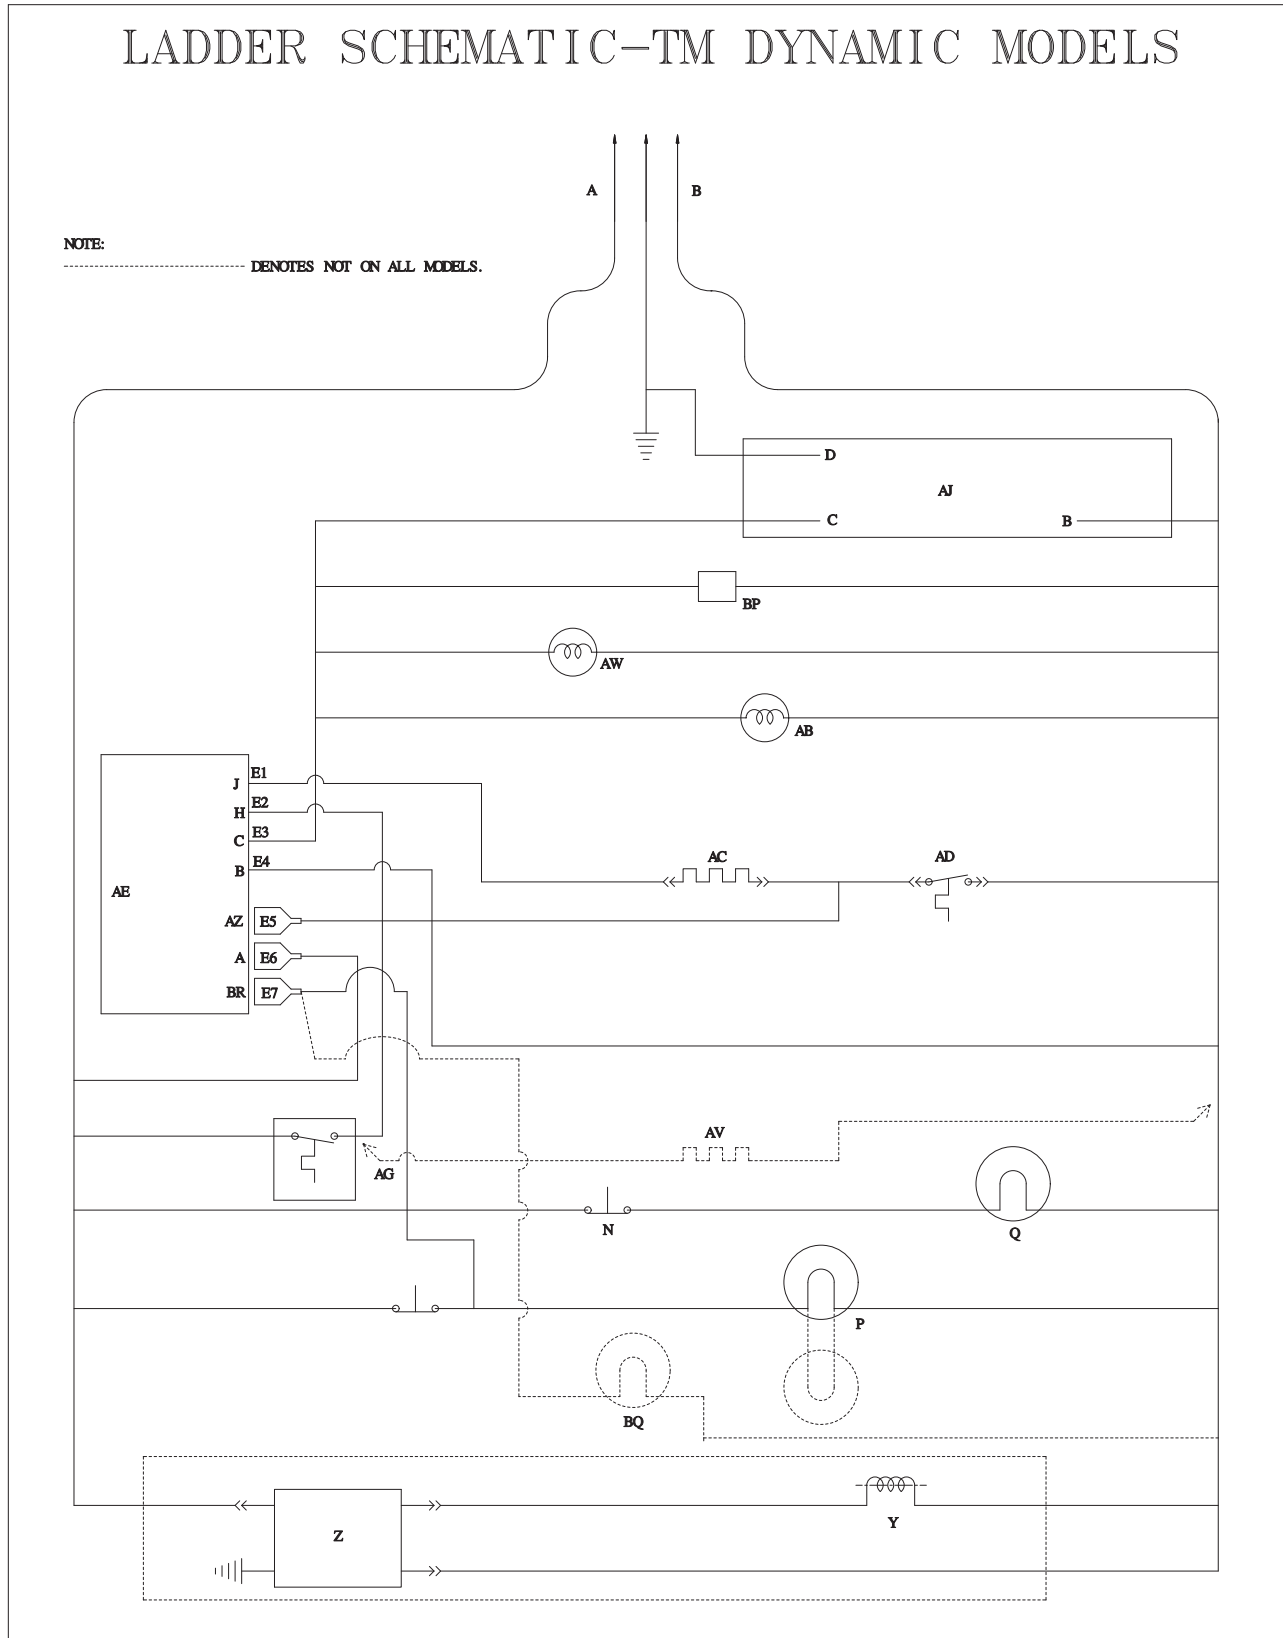 LADDER SCHEMATIC-TM DYNAMIC MODELS
A
B
NOTE:
DENOTES NOT ON ALL MODELS.
D
AJ
C
B
BP
AW
AB
J E1
H E2
C E3
B E4
AC
AD
AE
AZ E5
A E6
BR E7
AV
AG
N
Q
P
BQ
Z
Y